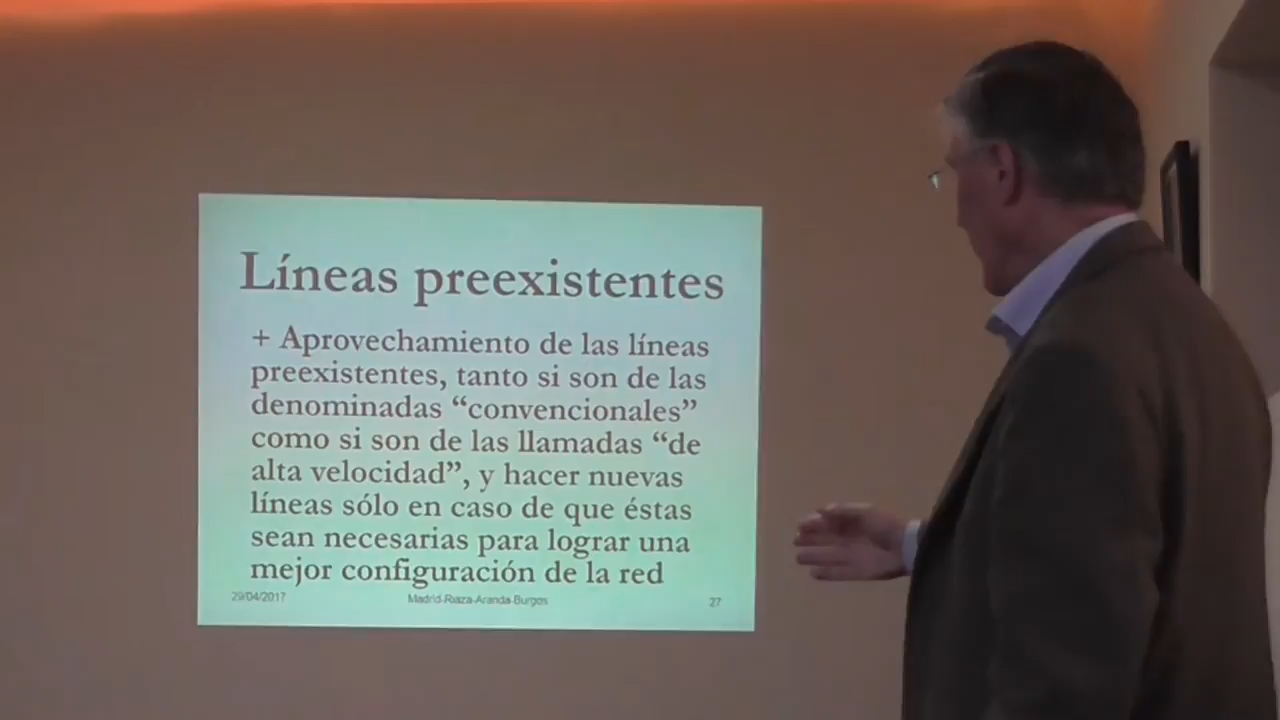 Líneas preexistentes
+ Aprovechamiento de las líneas
preexistentes, tanto si son de las
denominadas “convencionales”
como si son de las llamadas “de
alta velocidad”, y hacer nuevas
líneas sólo en caso de que éstas
sean necesarias para lograr una
mejor configuración de la red
29/04/2017 Madrid-Riaza-Aranda-Burgos 27